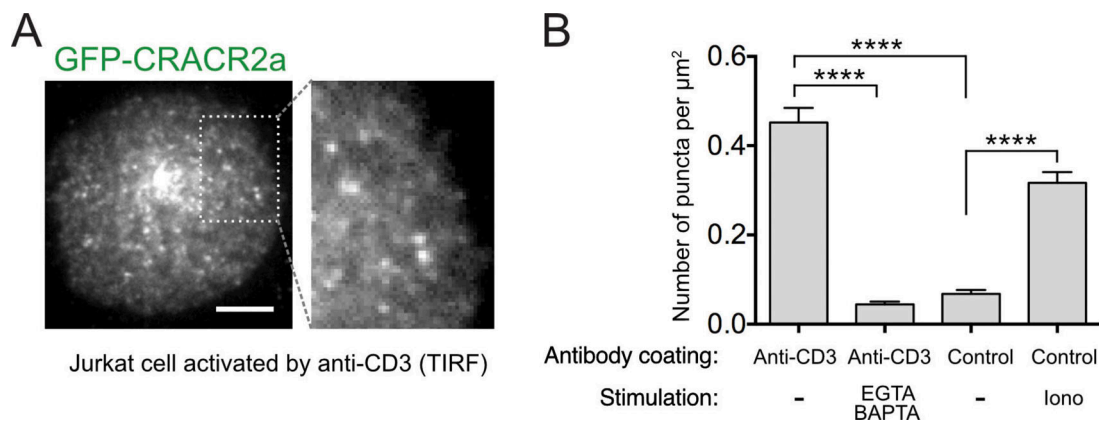 A
GFP-CRACR2a
Jurkat cell activated by anti-CD3 (TIRF)
B
Number of puncta per μm²
0.6
0.4
0.2
0.0
****
****
****
Antibody coating: Anti-CD3 Anti-CD3 Control Control
Stimulation: - EGTA BAPTA - Iono